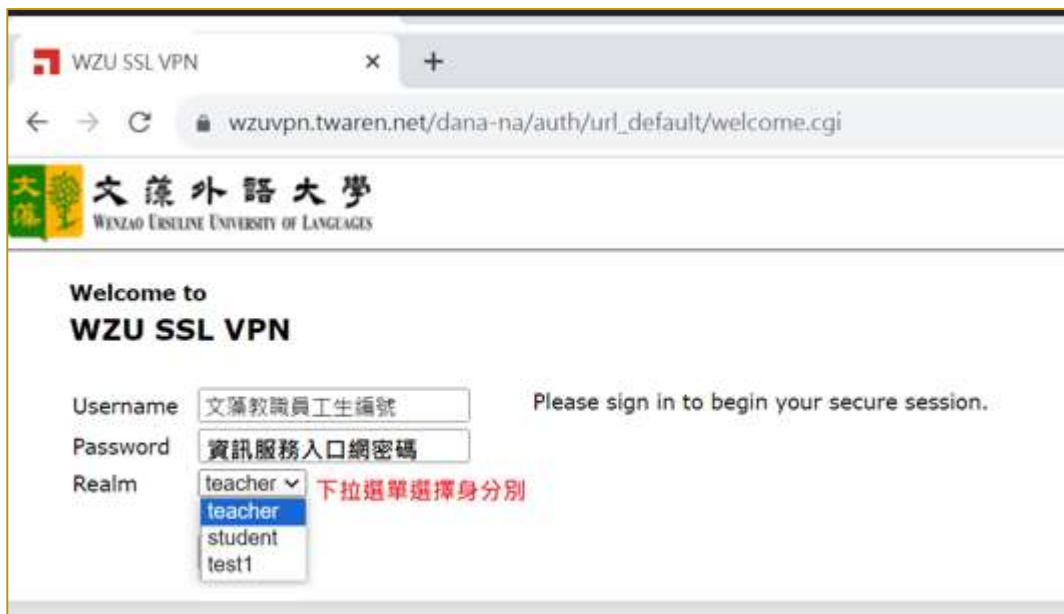 WZU SSL VPN
wzuvpn.twaren.net/dana-na/auth/url_default/welcome.cgi
大
藻
文藻外語大學
WENZAO URSULINE UNIVERSITY OF LANGUAGES
Welcome to
WZU SSL VPN
Username 文藻教職員工生編號 Please sign in to begin your secure session.
Password 資訊服務入口網密碼
Realm teacher 下拉選單選擇身分別
teacher
student
test1